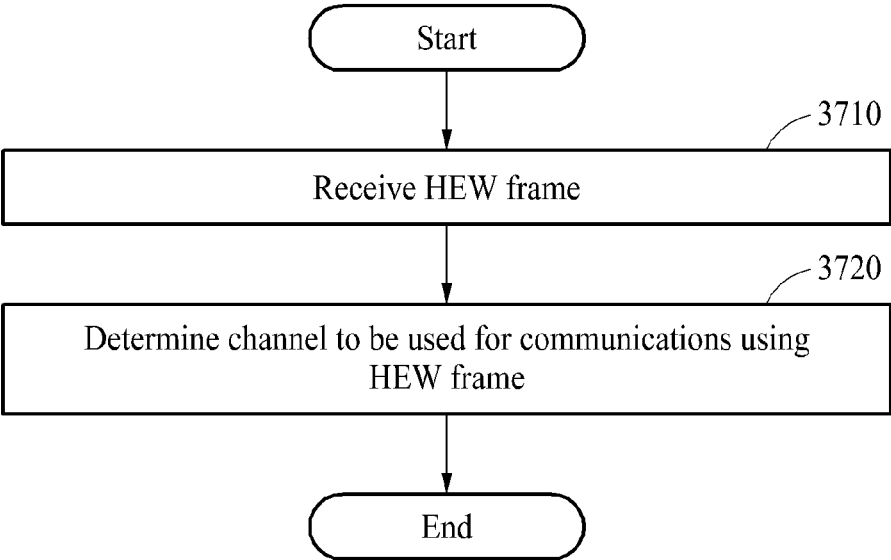 Start
3710
Receive HEW frame
3720
Determine channel to be used for communications using
HEW frame
End